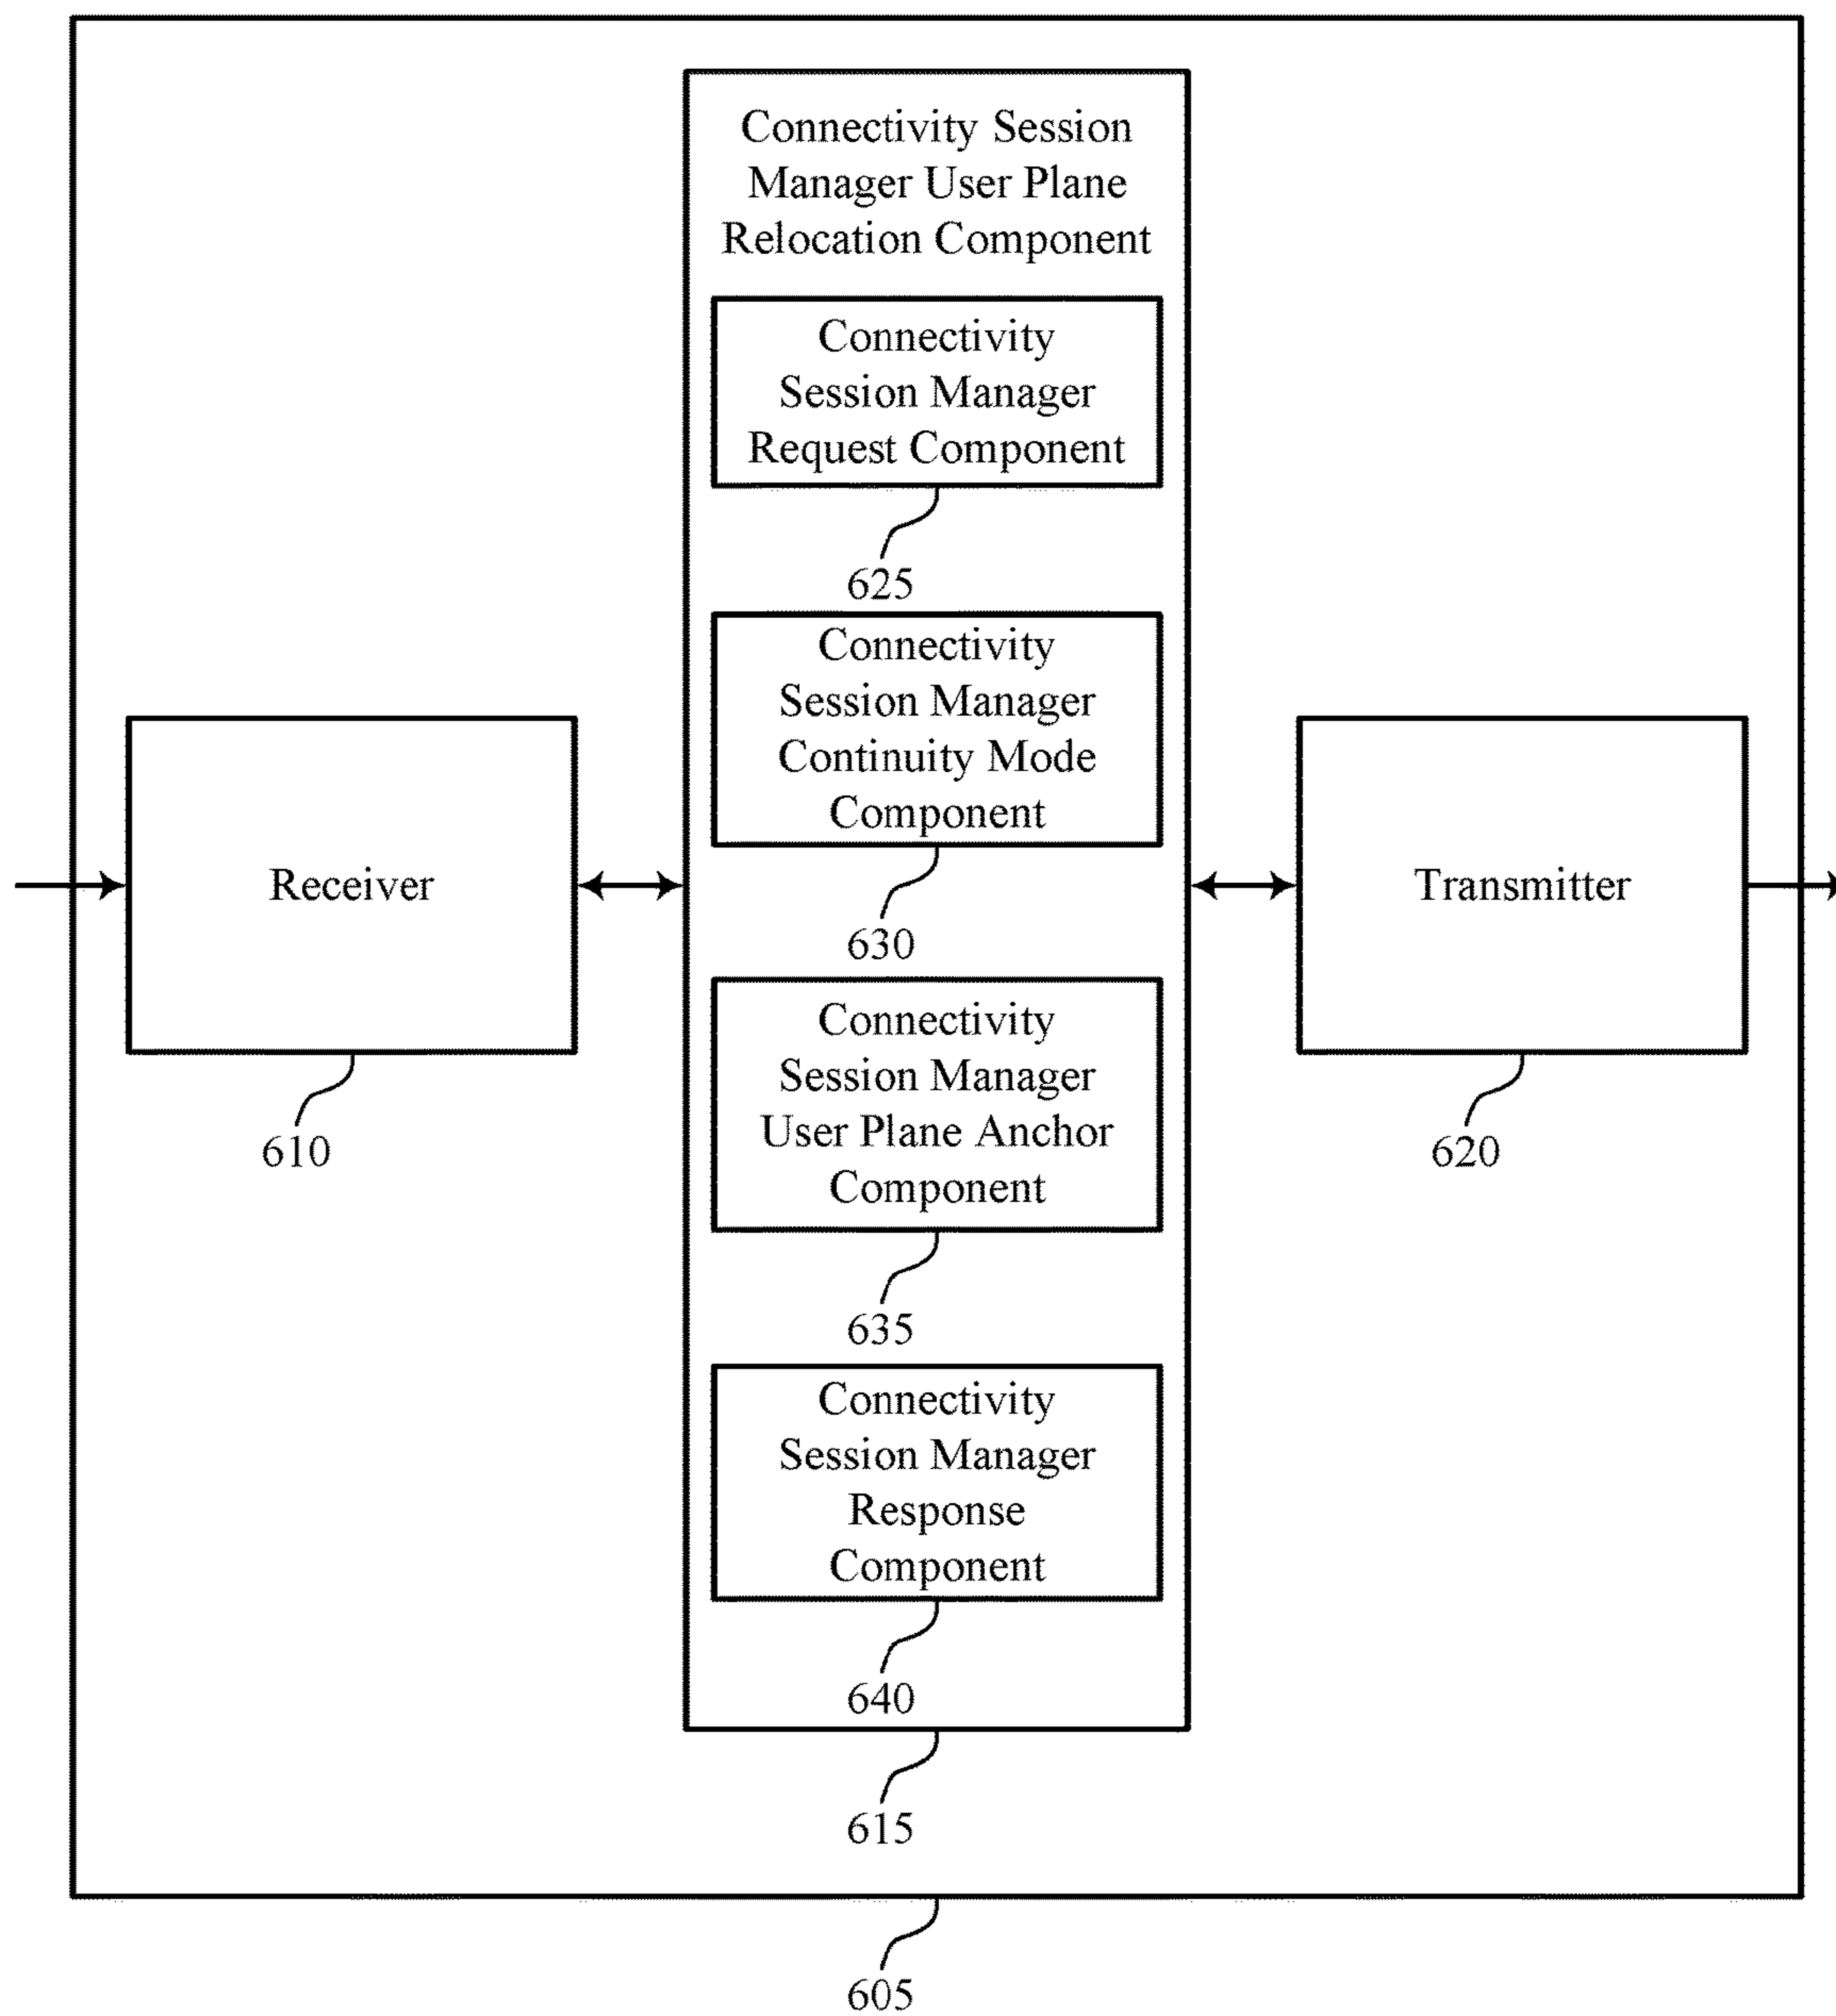 Connectivity Session
Manager User Plane
Relocation Component
Connectivity
Session Manager
Request Component
625
Connectivity
Session Manager
Continuity Mode
Component
630
Receiver
610
Transmitter
620
Connectivity
Session Manager
User Plane Anchor
Component
635
Connectivity
Session Manager
Response
Component
640
615
605